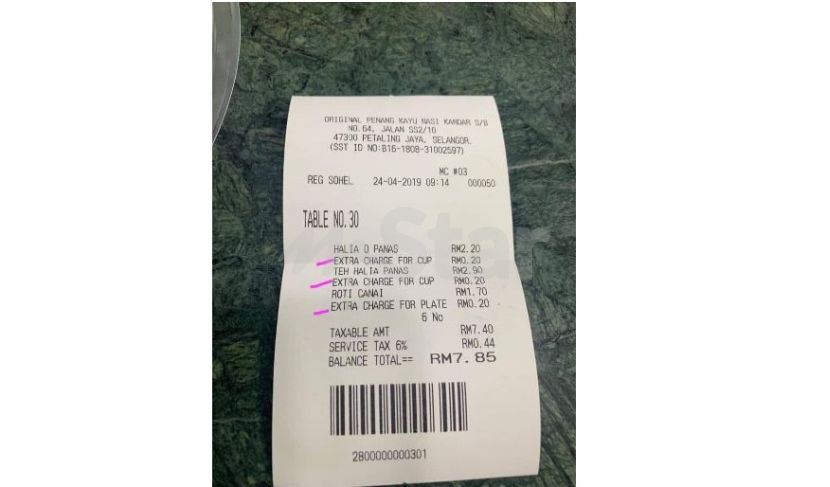 ORIGINAL PENANG KAYU NASI KANDAR S/B
NO.64, JALAN SS2/10
47300 PETALING JAYA, SELANGOR.
(SST ID NO:B16-1808-31002597)
MC #03
REG SOHEL 24-04-2019 09:14 000050
TABLE NO.30
mStar
HALIA O PANAS RM2.20
EXTRA CHARGE FOR CUP RM0.20
TEH HALIA PANAS RM2.90
EXTRA CHARGE FOR CUP RM0.20
ROTI CANAI RM1.70
EXTRA CHARGE FOR PLATE RM0.20
6 No
TAXABLE AMT RM7.40
SERVICE TAX 6% RM0.44
BALANCE TOTAL== RM7.85
2800000000301